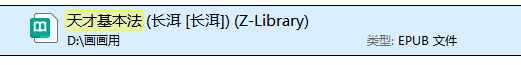 天才基本法 (长洱 [长洱]) (Z-Library)
D:\画画用 类型: EPUB 文件